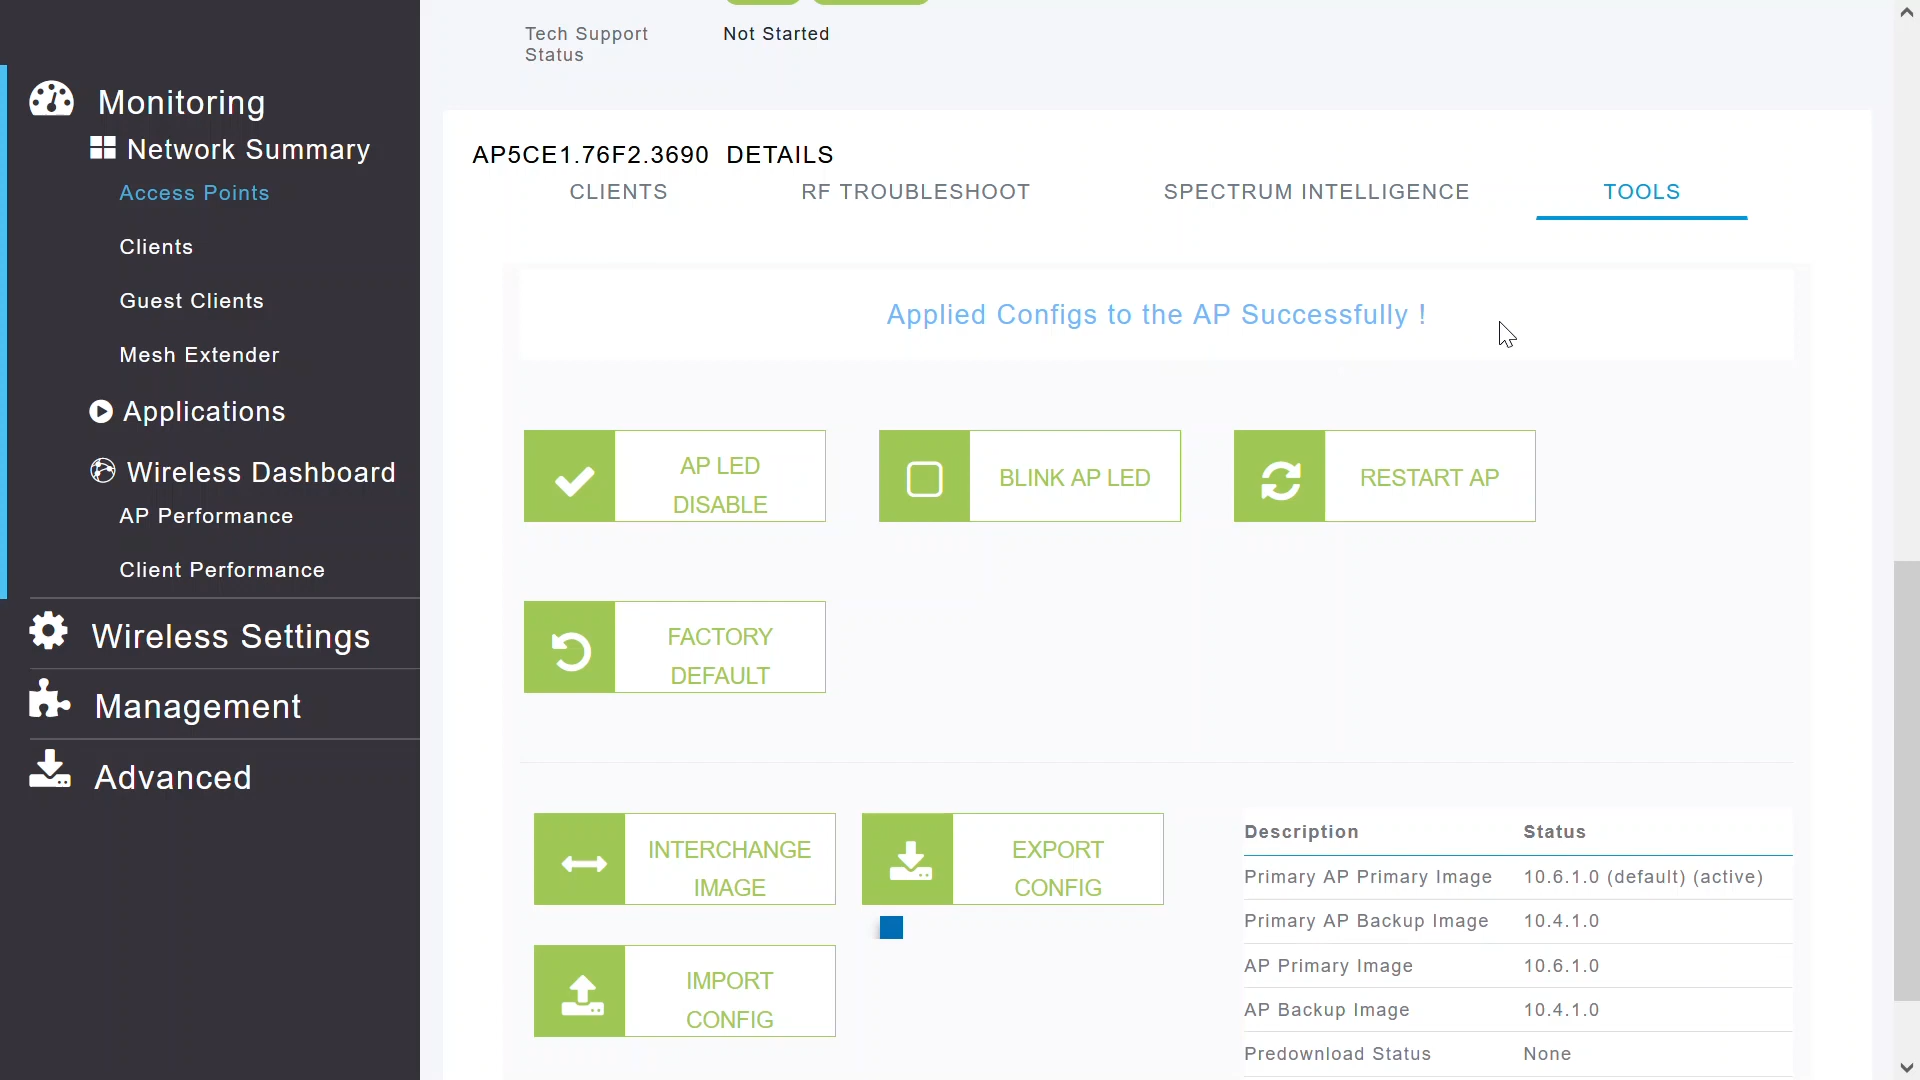 Tech Support
Status
Not Started
Monitoring
Network Summary
Access Points
Clients
Guest Clients
Mesh Extender
Applications
Wireless Dashboard
AP Performance
Client Performance
Wireless Settings
Management
Advanced
AP5CE1.76F2.3690 DETAILS
CLIENTS
RF TROUBLESHOOT
SPECTRUM INTELLIGENCE
TOOLS
Applied Configs to the AP Successfully !
AP LED
DISABLE
BLINK AP LED
RESTART AP
FACTORY
DEFAULT
INTERCHANGE
IMAGE
EXPORT
CONFIG
IMPORT
CONFIG
Description Status
Primary AP Primary Image 10.6.1.0 (default) (active)
Primary AP Backup Image 10.4.1.0
AP Primary Image 10.6.1.0
AP Backup Image 10.4.1.0
Predownload Status None